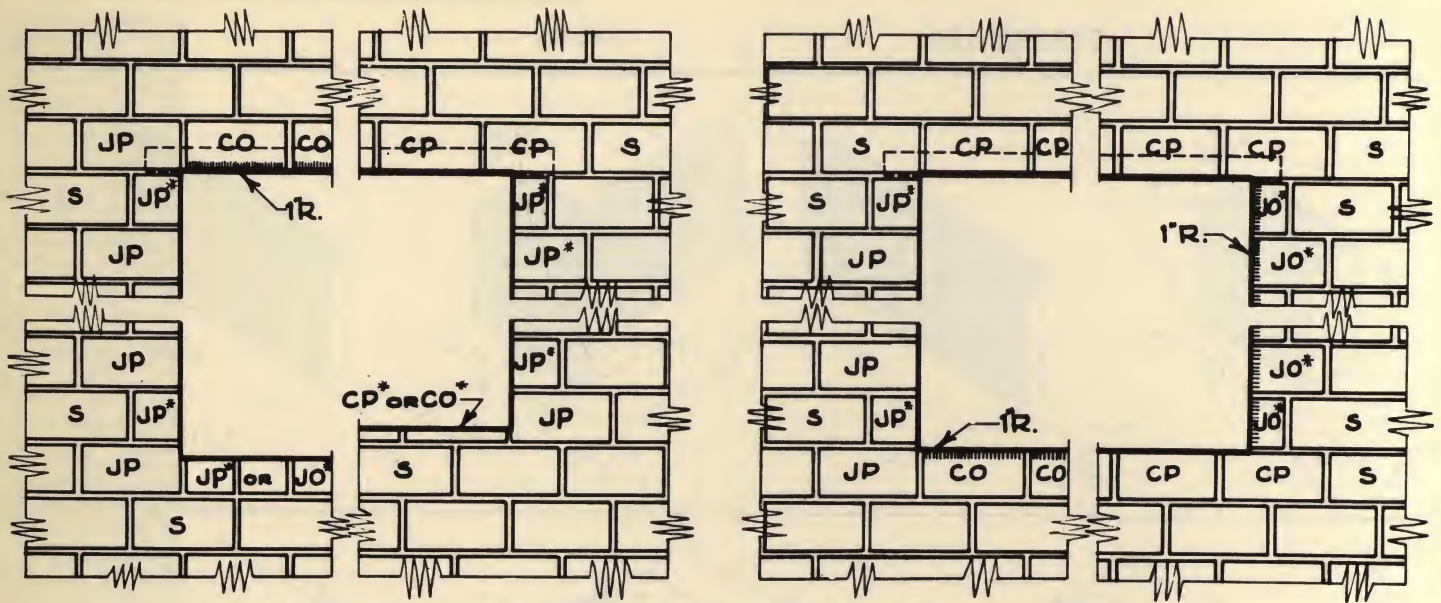 JP CO CO CP CP S S CP CP CP CP S
S JP* JP* S JP* JO* S
1"R.
JP JP* JP 1"R. JO*
JP JP* JP JO*
CP* OR CO*
S JP* JP S JP* JO* S
1"R.
JP JP* OR JO* S JP CO CO CP CP S
S